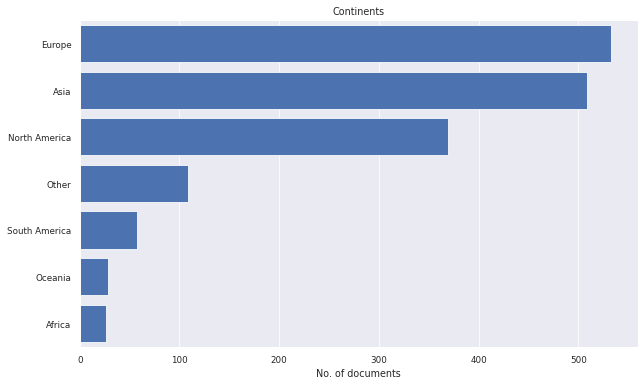 Continents
Europe
Asia
North America
Other
South America
Oceania
Africa
0 100 200 300 400 500
No. of documents